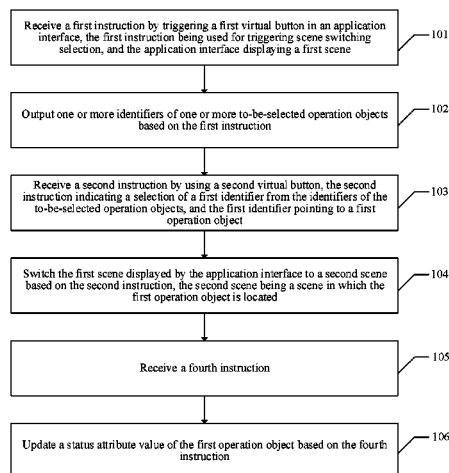 Receive a first instruction by triggering a first virtual button in an application
interface, the first instruction being used for triggering scene switching
selection, and the application interface displaying a first scene
101
Output one or more identifiers of one or more to-be-selected operation objects
based on the first instruction
102
Receive a second instruction by using a second virtual button, the second
instruction indicating a selection of a first identifier from the identifiers of the
to-be-selected operation objects, and the first identifier pointing to a first
operation object
103
Switch the first scene displayed by the application interface to a second scene
based on the second instruction, the second scene being a scene in which the
first operation object is located
104
Receive a fourth instruction
105
Update a status attribute value of the first operation object based on the fourth
instruction
106